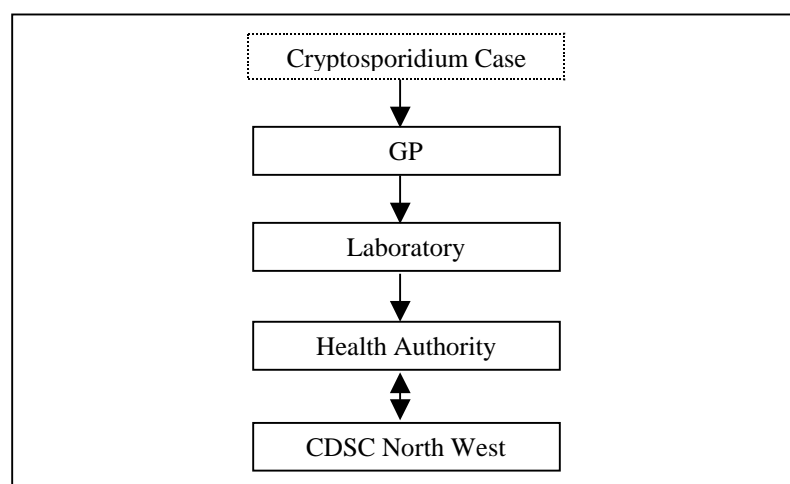 Cryptosporidium Case
GP
Laboratory
Health Authority
CDSC North West